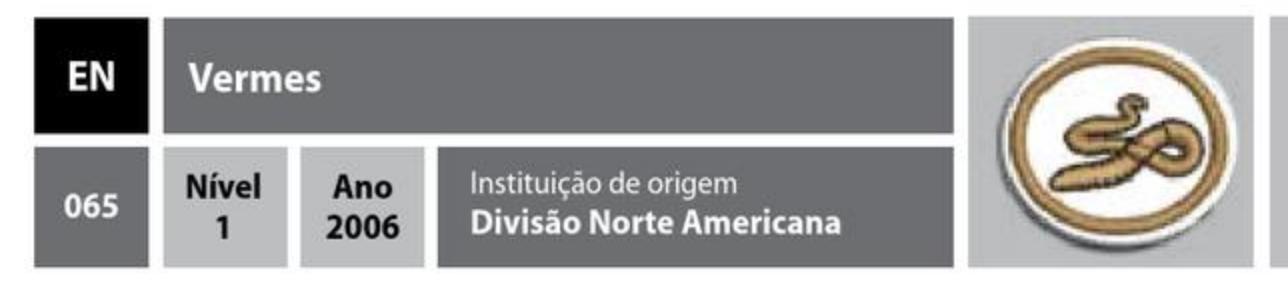 EN
Vermes
065
Nível
1
Ano
2006
Instituição de origem
Divisão Norte Americana